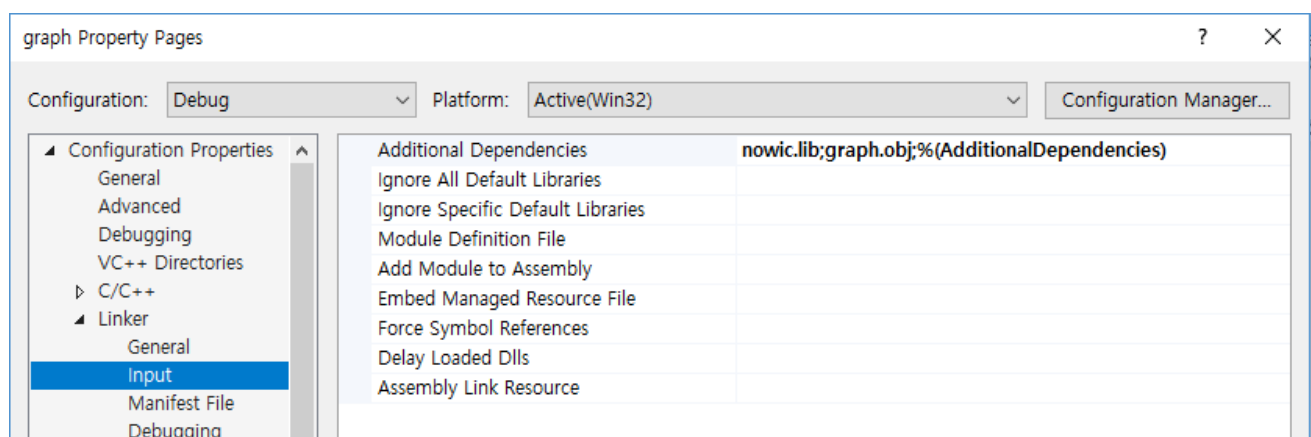 graph Property Pages
?
Configuration: Debug Platform: Active(Win32) Configuration Manager...
Configuration Properties
General
Advanced
Debugging
VC++ Directories
C/C++
Linker
General
Input
Manifest File
Debugging
Additional Dependencies nowic.lib;graph.obj;%(AdditionalDependencies)
Ignore All Default Libraries
Ignore Specific Default Libraries
Module Definition File
Add Module to Assembly
Embed Managed Resource File
Force Symbol References
Delay Loaded Dlls
Assembly Link Resource